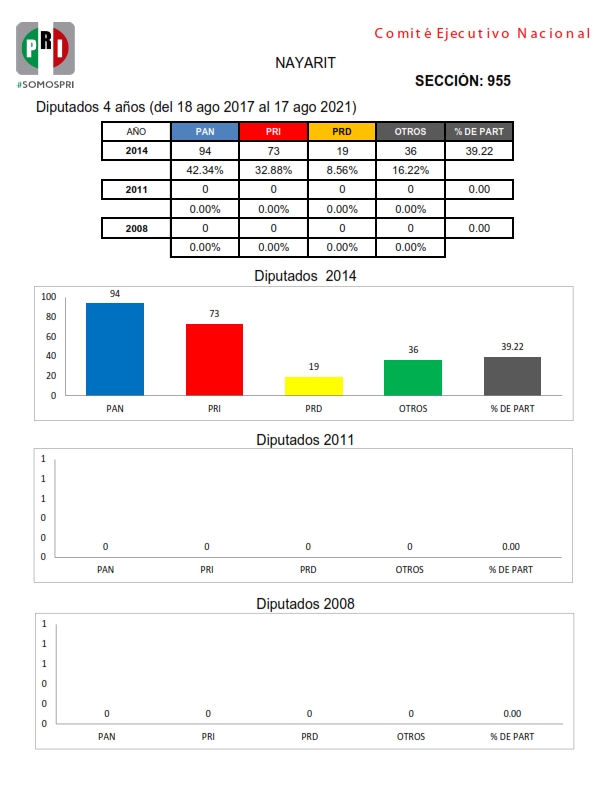 Comité Ejecutivo Nacional
PRI
#SOMOSPRI
NAYARIT
SECCIÓN: 955
Diputados 4 años (del 18 ago 2017 al 17 ago 2021)
AÑO PAN PRI PRD OTROS % DE PART
2014 94 73 19 36 39.22
42.34% 32.88% 8.56% 16.22%
2011 0 0 0 0 0.00
0.00% 0.00% 0.00% 0.00%
2008 0 0 0 0 0.00
0.00% 0.00% 0.00% 0.00%
Diputados 2014
100
80
60
40
20
0
94 73 19 36 39.22
PAN PRI PRD OTROS % DE PART
Diputados 2011
1
1
1
0
0
0
0 0 0 0 0.00
PAN PRI PRD OTROS % DE PART
Diputados 2008
1
1
1
0
0
0
0 0 0 0 0.00
PAN PRI PRD OTROS % DE PART